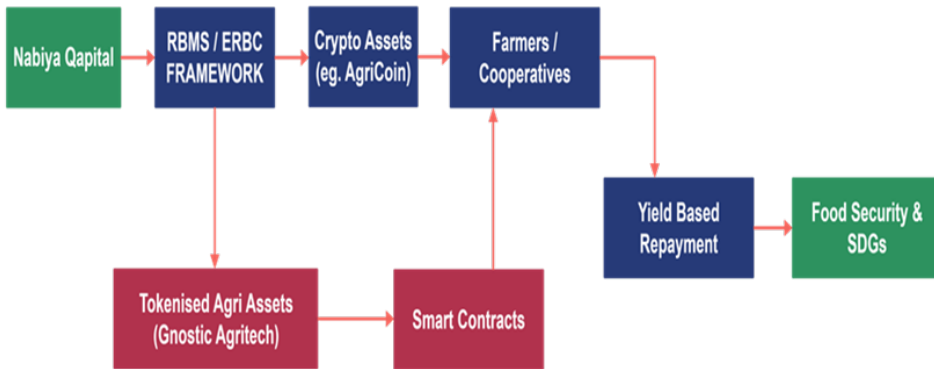 Nabiya Qapital
RBMS / ERBC
FRAMEWORK
Crypto Assets
(eg. AgriCoin)
Farmers /
Cooperatives
Yield Based
Repayment
Food Security &
SDGs
Tokenised Agri Assets
(Gnostic Agritech)
Smart Contracts